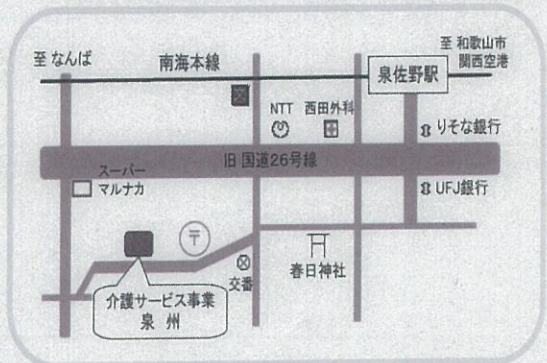 至 なんば
南海本線
泉佐野駅
至 和歌山市
関西空港
NTT
西田外科
りそな銀行
旧 国道26号線
スーパー
マルナカ
UFJ銀行
〒
交番
春日神社
介護サービス事業
泉 州